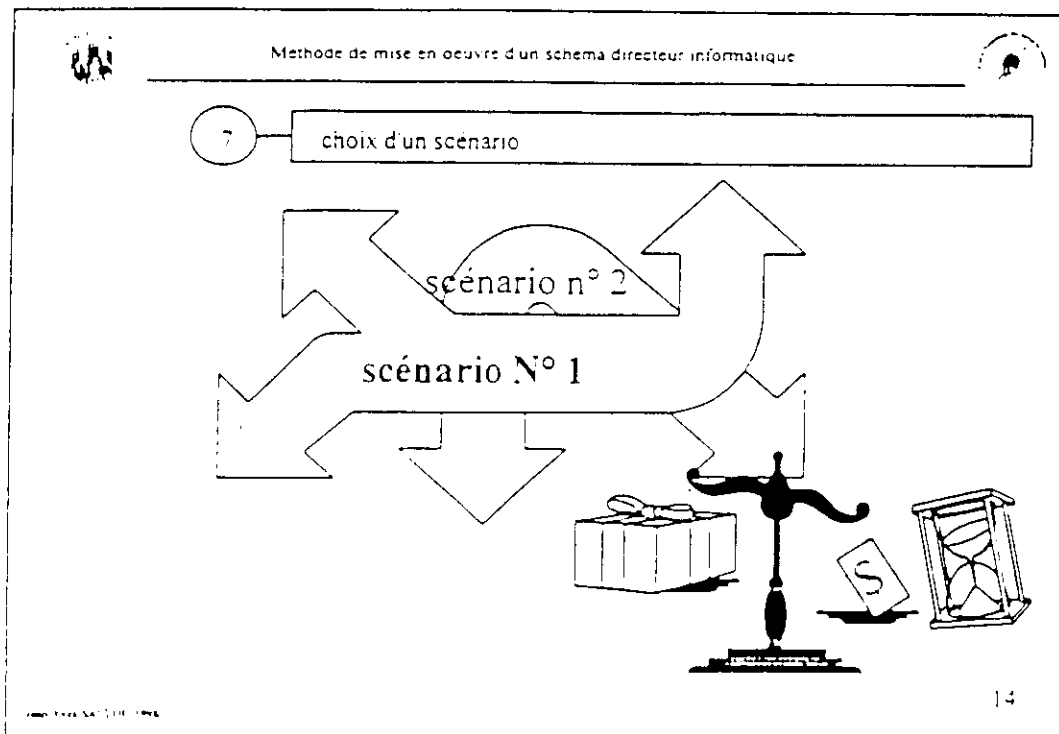 Methode de mise en oeuvre d'un schema directeur informatique
7
choix d'un scénario
scénario n° 2
scénario N° 1
S
14